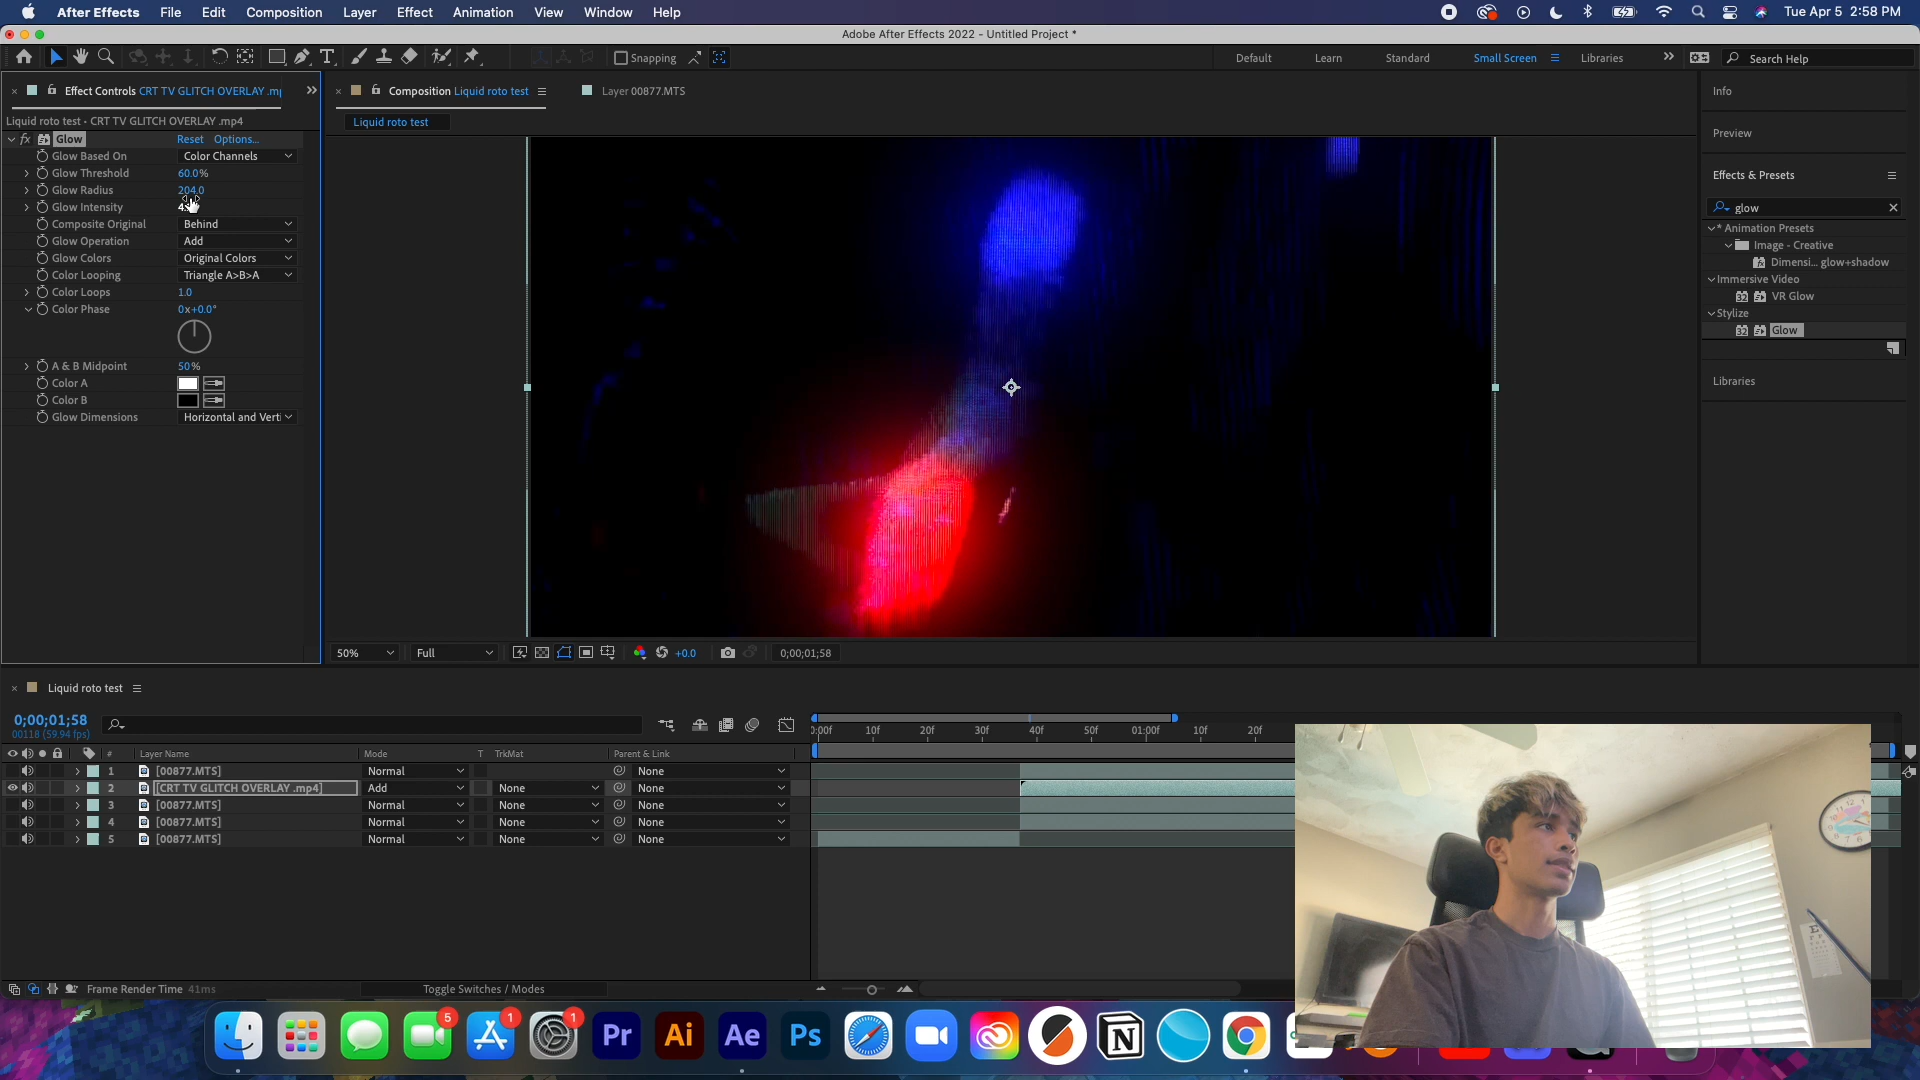 After Effects File Edit Composition Layer Effect Animation View Window Help Tue Apr 5 2:58 PM
Adobe After Effects 2022 - Untitled Project *
Snapping Default Learn Standard Small Screen Libraries Search Help
Effect Controls CRT TV GLITCH OVERLAY .mp
Composition Liquid roto test
Layer 00877.MTS
Info
Liquid roto test • CRT TV GLITCH OVERLAY .mp4
Liquid roto test
Preview
fx Glow Reset Options...
Glow Based On Color Channels
Glow Threshold 60.0%
Glow Radius 204.0
Glow Intensity
Composite Original Behind
Glow Operation Add
Glow Colors Original Colors
Color Looping Triangle A>B>A
Color Loops 1.0
Color Phase 0x+0.0°
A & B Midpoint 50%
Color A
Color B
Glow Dimensions Horizontal and Verti
Effects & Presets
glow
* Animation Presets
Image - Creative
Dimensi... glow+shadow
Immersive Video
32 VR Glow
Stylize
32 Glow
Libraries
50% Full +0.0 0;00;01;58
Liquid roto test
0;00;01;58
00118 (59.94 fps)
:00f 10f 20f 30f 40f 50f 01:00f 10f 20f
# Layer Name Mode T TrkMat Parent & Link
1 [00877.MTS] Normal None
2 [CRT TV GLITCH OVERLAY .mp4] Add None None
3 [00877.MTS] Normal None None
4 [00877.MTS] Normal None None
5 [00877.MTS] Normal None None
Frame Render Time 41ms Toggle Switches / Modes
5 1 1 Pr Ai Ae Ps N